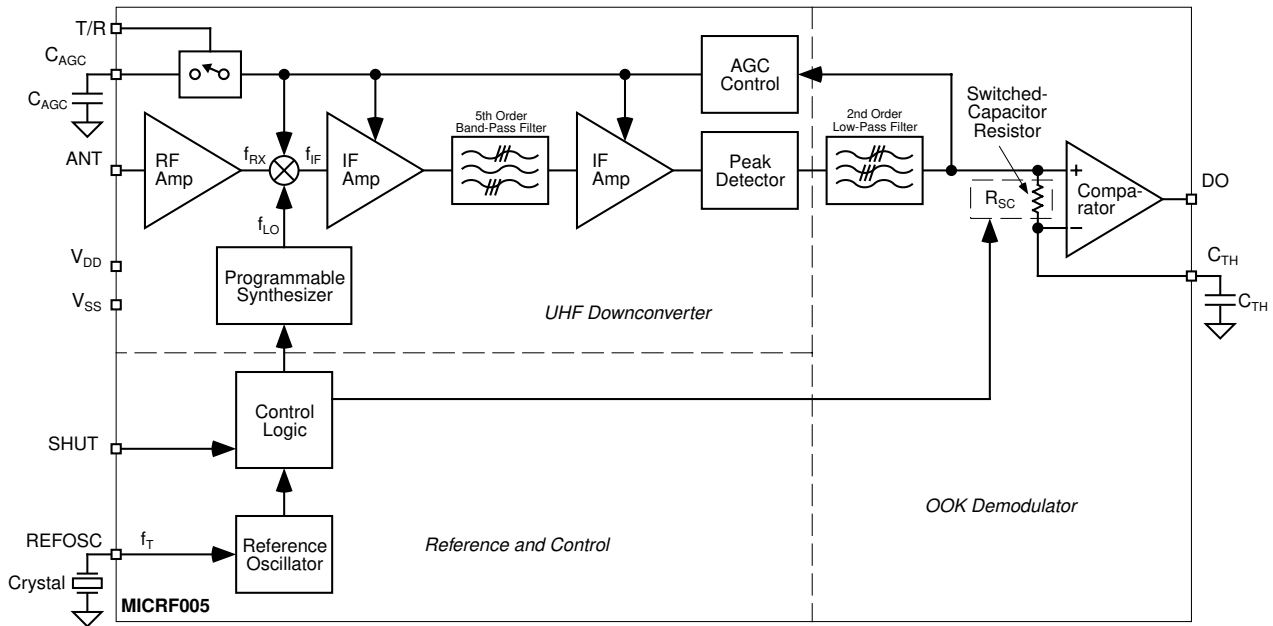 T/R
C_AGC
C_AGC
ANT
RF
Amp
f_RX
f_IF
IF
Amp
5th Order
Band-Pass Filter
IF
Amp
AGC
Control
Peak
Detector
2nd Order
Low-Pass Filter
Switched-
Capacitor
Resistor
R_SC
+
−
Compa-
rator
DO
C_TH
C_TH
f_LO
V_DD
V_SS
Programmable
Synthesizer
UHF Downconverter
Control
Logic
SHUT
OOK Demodulator
REFOSC
f_T
Reference
Oscillator
Reference and Control
Crystal
MICRF005